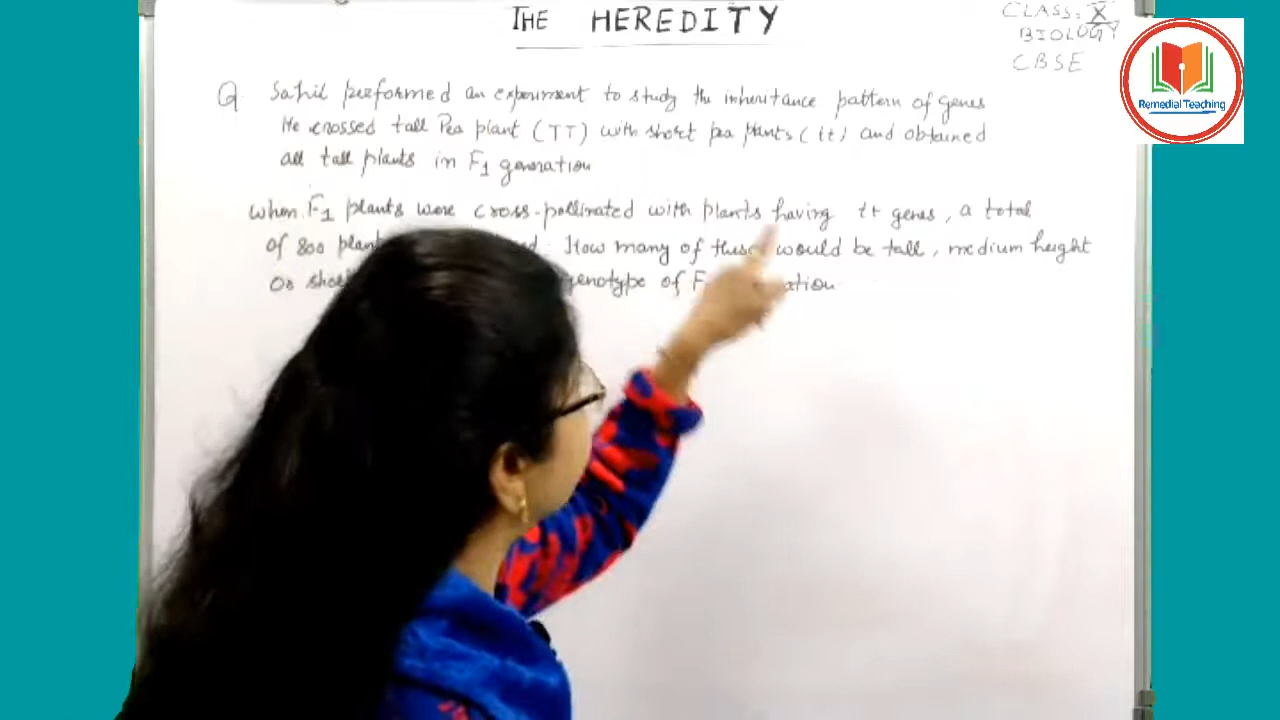 THE HEREDITY
CLASS: X
BIOLOGY
CBSE
Remedial Teaching
Q Sahil performed an experiment to study the inheritance pattern of genes
He crossed tall Pea plant (TT) with short pea plants (tt) and obtained
all tall plants in F1 generation
When F1 plants were cross-pollinated with plants having tt genes, a total
of 800 How many of these would be tall, medium height
Or genotype of